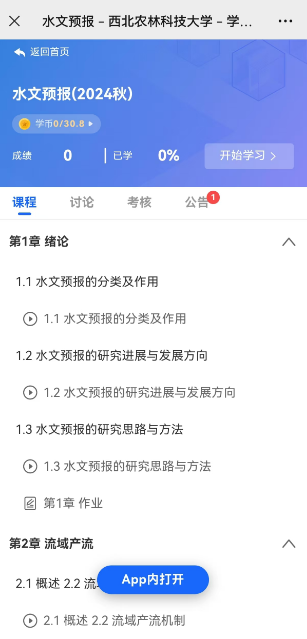 水文预报 – 西北农林科技大学 – 学…
返回首页
水文预报(2024秋)
学币0/30.8
成绩 0 已学 0% 开始学习
课程 讨论 考核 公告 1
第1章 绪论
1.1 水文预报的分类及作用
1.1 水文预报的分类及作用
1.2 水文预报的研究进展与发展方向
1.2 水文预报的研究进展与发展方向
1.3 水文预报的研究思路与方法
1.3 水文预报的研究思路与方法
第1章 作业
第2章 流域产流
App内打开
2.1 概述 2.2 流
2.1 概述 2.2 流域产流机制